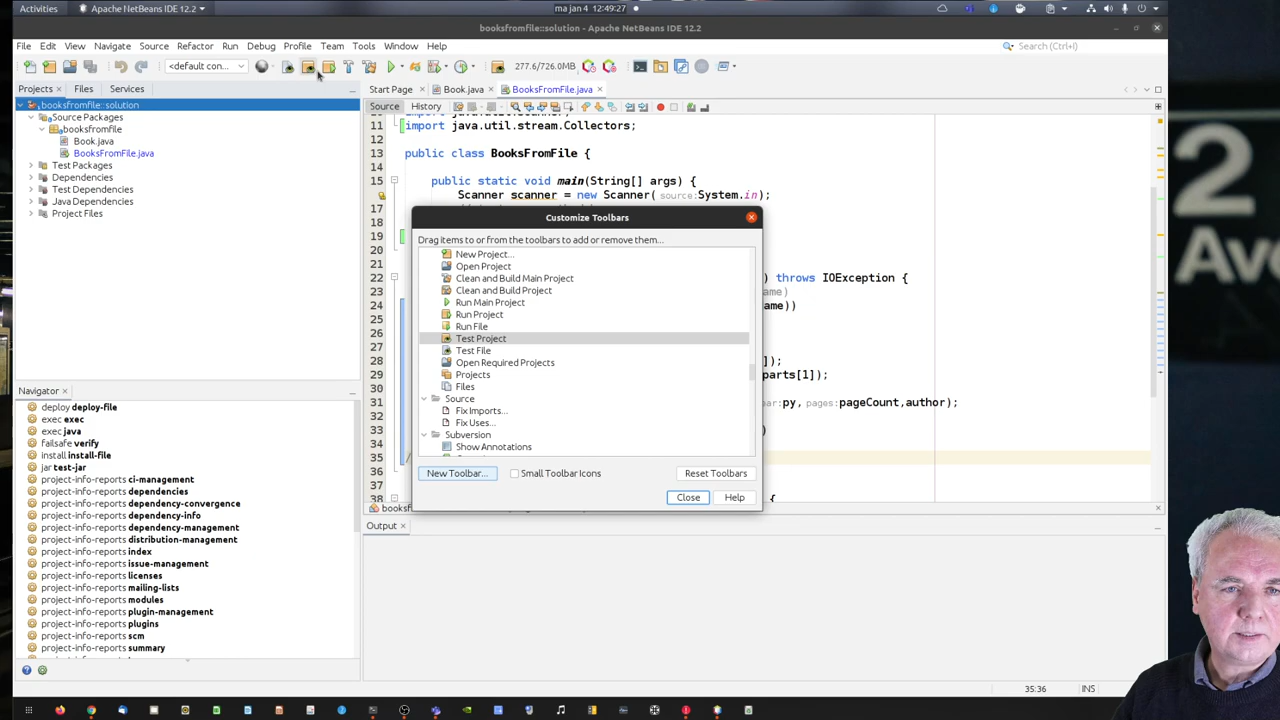 Activities
Apache NetBeans IDE 12.2
ma jan 4 12:49:27
booksfromfile::solution - Apache NetBeans IDE 12.2
File Edit View Navigate Source Refactor Run Debug Profile Team Tools Window Help
Search (Ctrl+I)
<default con...
277.6/726.0MB
Projects
Files
Services
Start Page
Book.java
BooksFromFile.java
Source
History
booksfromfile::solution
Source Packages
booksfromfile
Book.java
BooksFromFile.java
Test Packages
Dependencies
Test Dependencies
Java Dependencies
Project Files
11 import java.util.stream.Collectors;
12
13 public class BooksFromFile {
14
15 public static void main(String[] args) {
Scanner scanner = new Scanner(source:System.in);
17
18
19
20
21
22 ) throws IOException {
23 ame)
24 ame))
25
26
27
28 ]);
29 parts[1]);
30
31 ar:py, pages:pageCount,author);
32
33 )
34
35
36
37
38 {
Customize Toolbars
Drag items to or from the toolbars to add or remove them...
New Project...
Open Project
Clean and Build Main Project
Clean and Build Project
Run Main Project
Run Project
Run File
Test Project
Test File
Open Required Projects
Projects
Files
Source
Fix Imports...
Fix Uses...
Subversion
Show Annotations
New Toolbar...
Small Toolbar Icons
Reset Toolbars
Close
Help
Navigator
deploy deploy-file
exec exec
exec java
failsafe verify
install install-file
jar test-jar
project-info-reports ci-management
project-info-reports dependencies
project-info-reports dependency-convergence
project-info-reports dependency-info
project-info-reports dependency-management
project-info-reports distribution-management
project-info-reports index
project-info-reports issue-management
project-info-reports licenses
project-info-reports mailing-lists
project-info-reports modules
project-info-reports plugin-management
project-info-reports plugins
project-info-reports scm
project-info-reports summary
Output
35:36
INS
2
Av